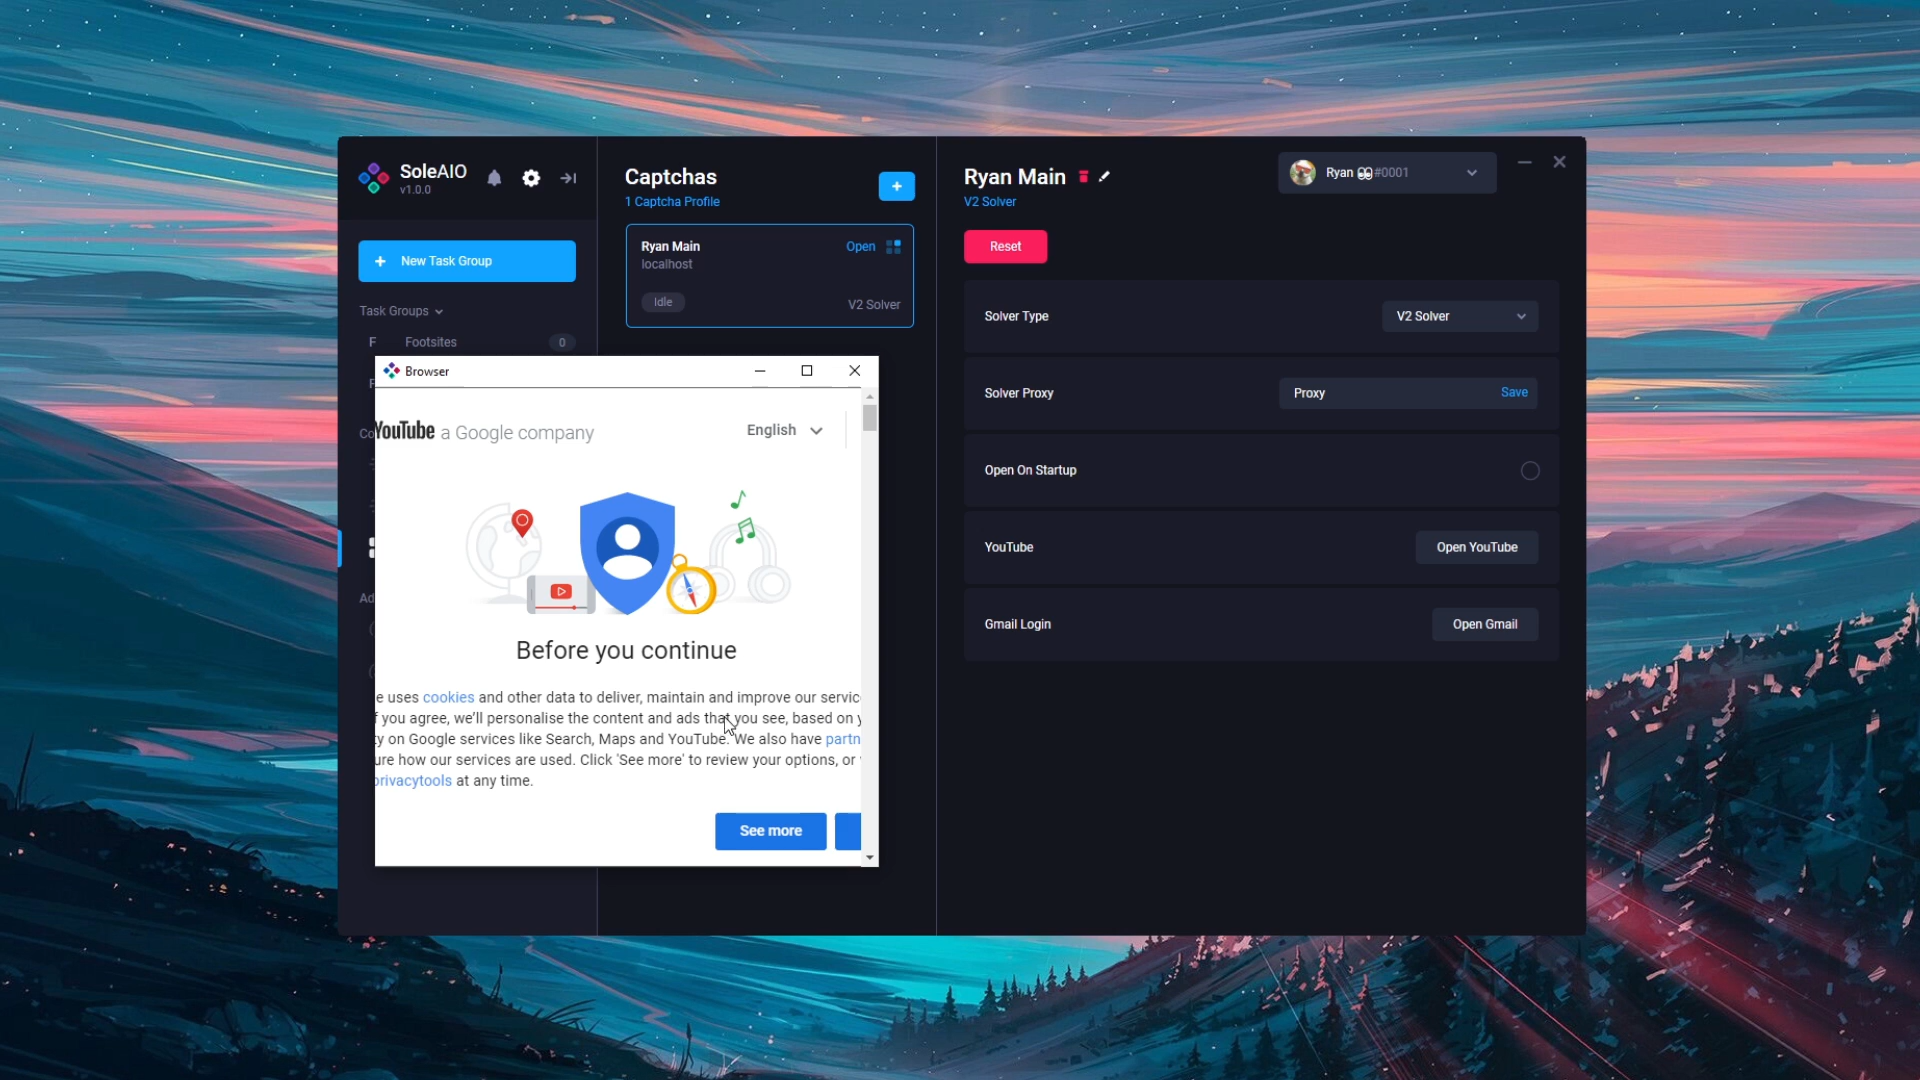 SoleAIO
v1.0.0
New Task Group
Task Groups
F Footsites 0
F
Co
Ad
Captchas
1 Captcha Profile
Ryan Main
localhost
Open
Idle
V2 Solver
Ryan Main
V2 Solver
Ryan #0001
Reset
Solver Type
V2 Solver
Solver Proxy
Proxy
Save
Open On Startup
YouTube
Open YouTube
Gmail Login
Open Gmail
Browser
YouTube a Google company
English
Before you continue
e uses cookies and other data to deliver, maintain and improve our servic
f you agree, we’ll personalise the content and ads that you see, based on y
ty on Google services like Search, Maps and YouTube. We also have partn
ure how our services are used. Click 'See more' to review your options, or
privacytools at any time.
See more